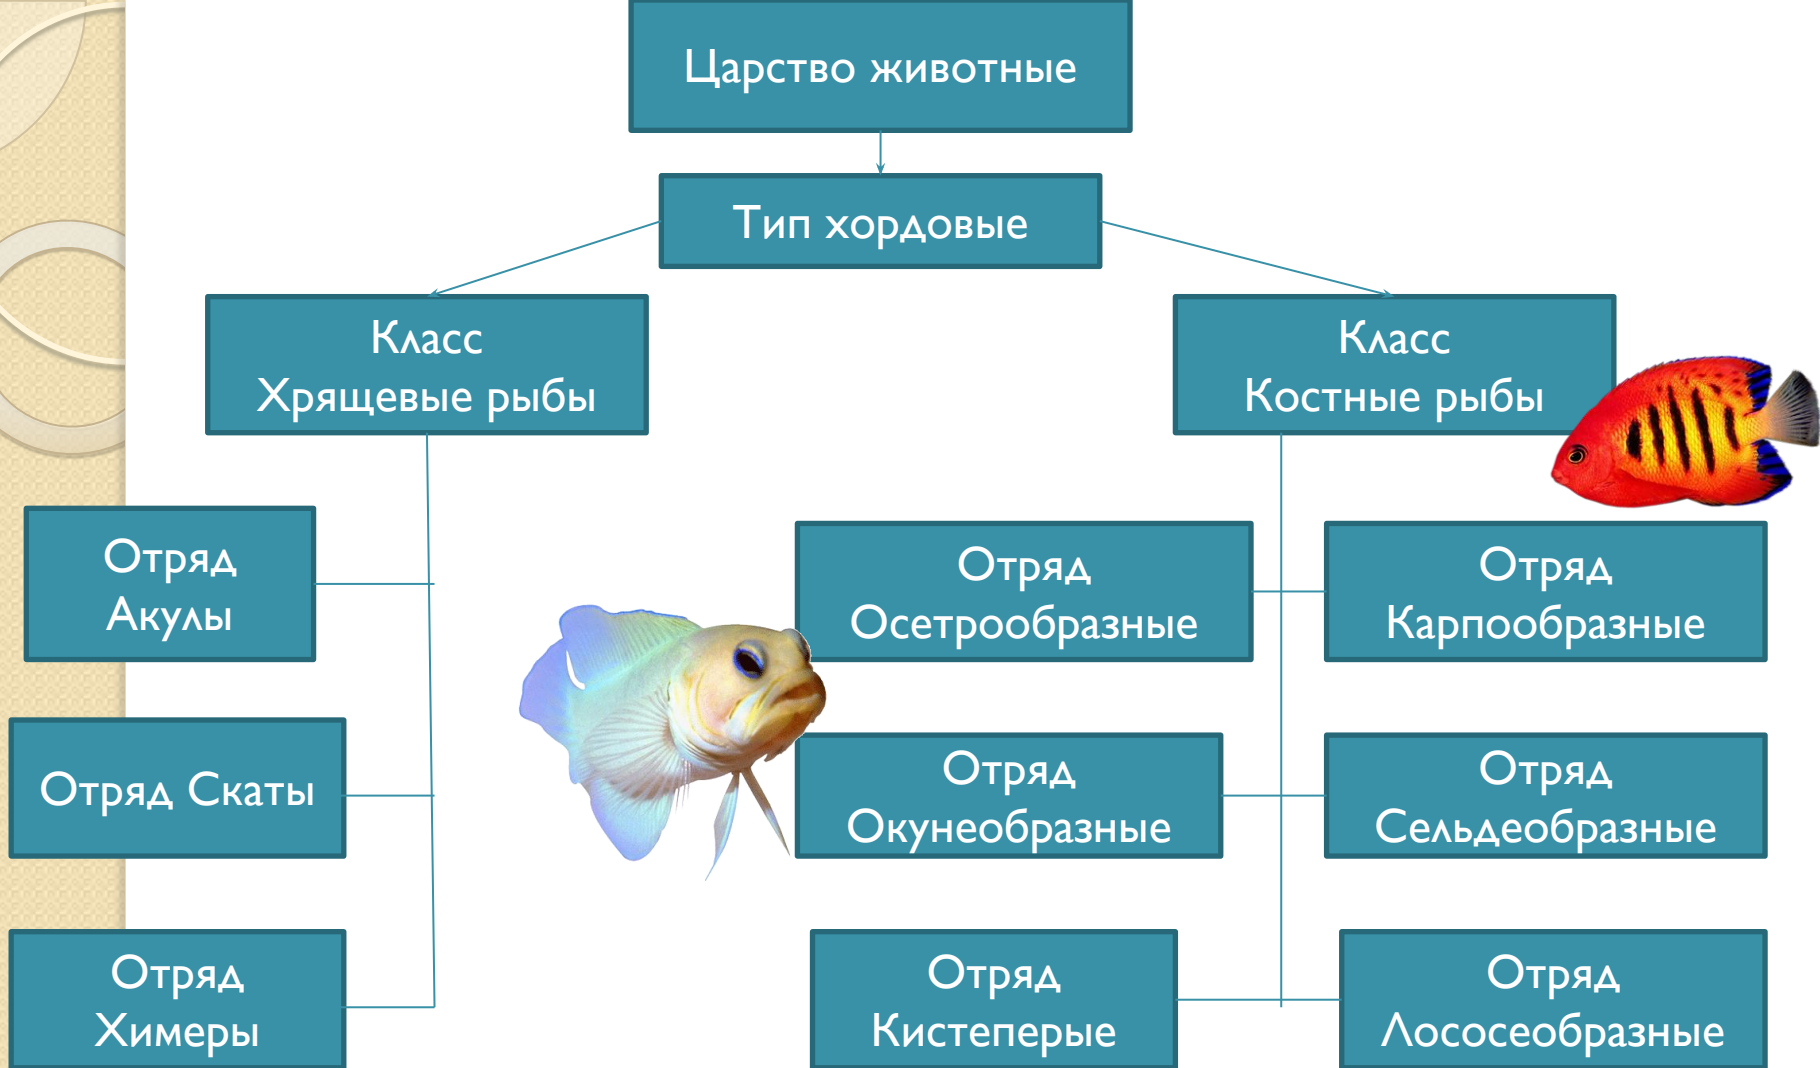 Царство животные
Тип хордовые
Класс
Хрящевые рыбы
Класс
Костные рыбы
Отряд
Акулы
Отряд Скаты
Отряд
Химеры
Отряд
Осетрообразные
Отряд
Карпообразные
Отряд
Окунеобразные
Отряд
Сельдеобразные
Отряд
Кистеперые
Отряд
Лососеобразные